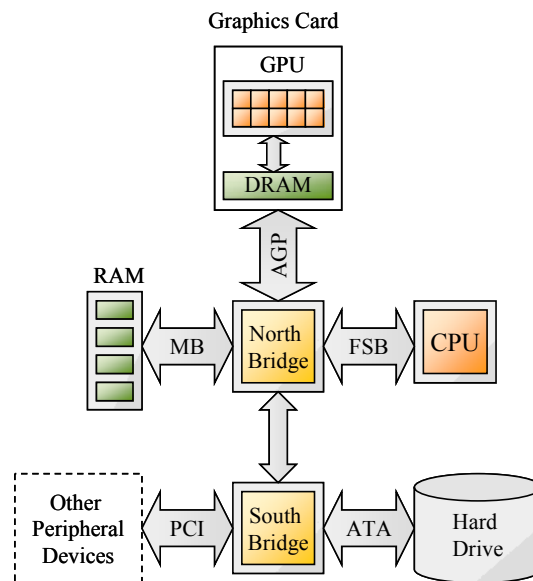 Graphics Card
GPU
DRAM
AGP
RAM
MB
North
Bridge
FSB
CPU
Other
Peripheral
Devices
PCI
South
Bridge
ATA
Hard
Drive